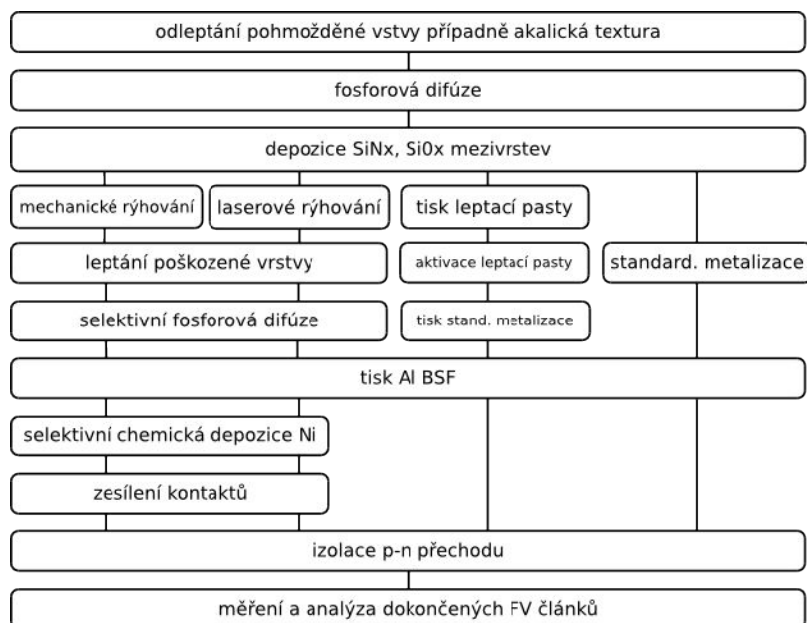 odleptání pohmožděné vrstvy případně akalická textura
fosforová difúze
depozice SiNx, Si0x mezivrstev
mechanické rýhování
laserové rýhování
tisk leptací pasty
leptání poškozené vrstvy
aktivace leptací pasty
standard. metalizace
selektivní fosforová difúze
tisk stand. metalizace
tisk Al BSF
selektivní chemická depozice Ni
zesílení kontaktů
izolace p-n přechodu
měření a analýza dokončených FV článků